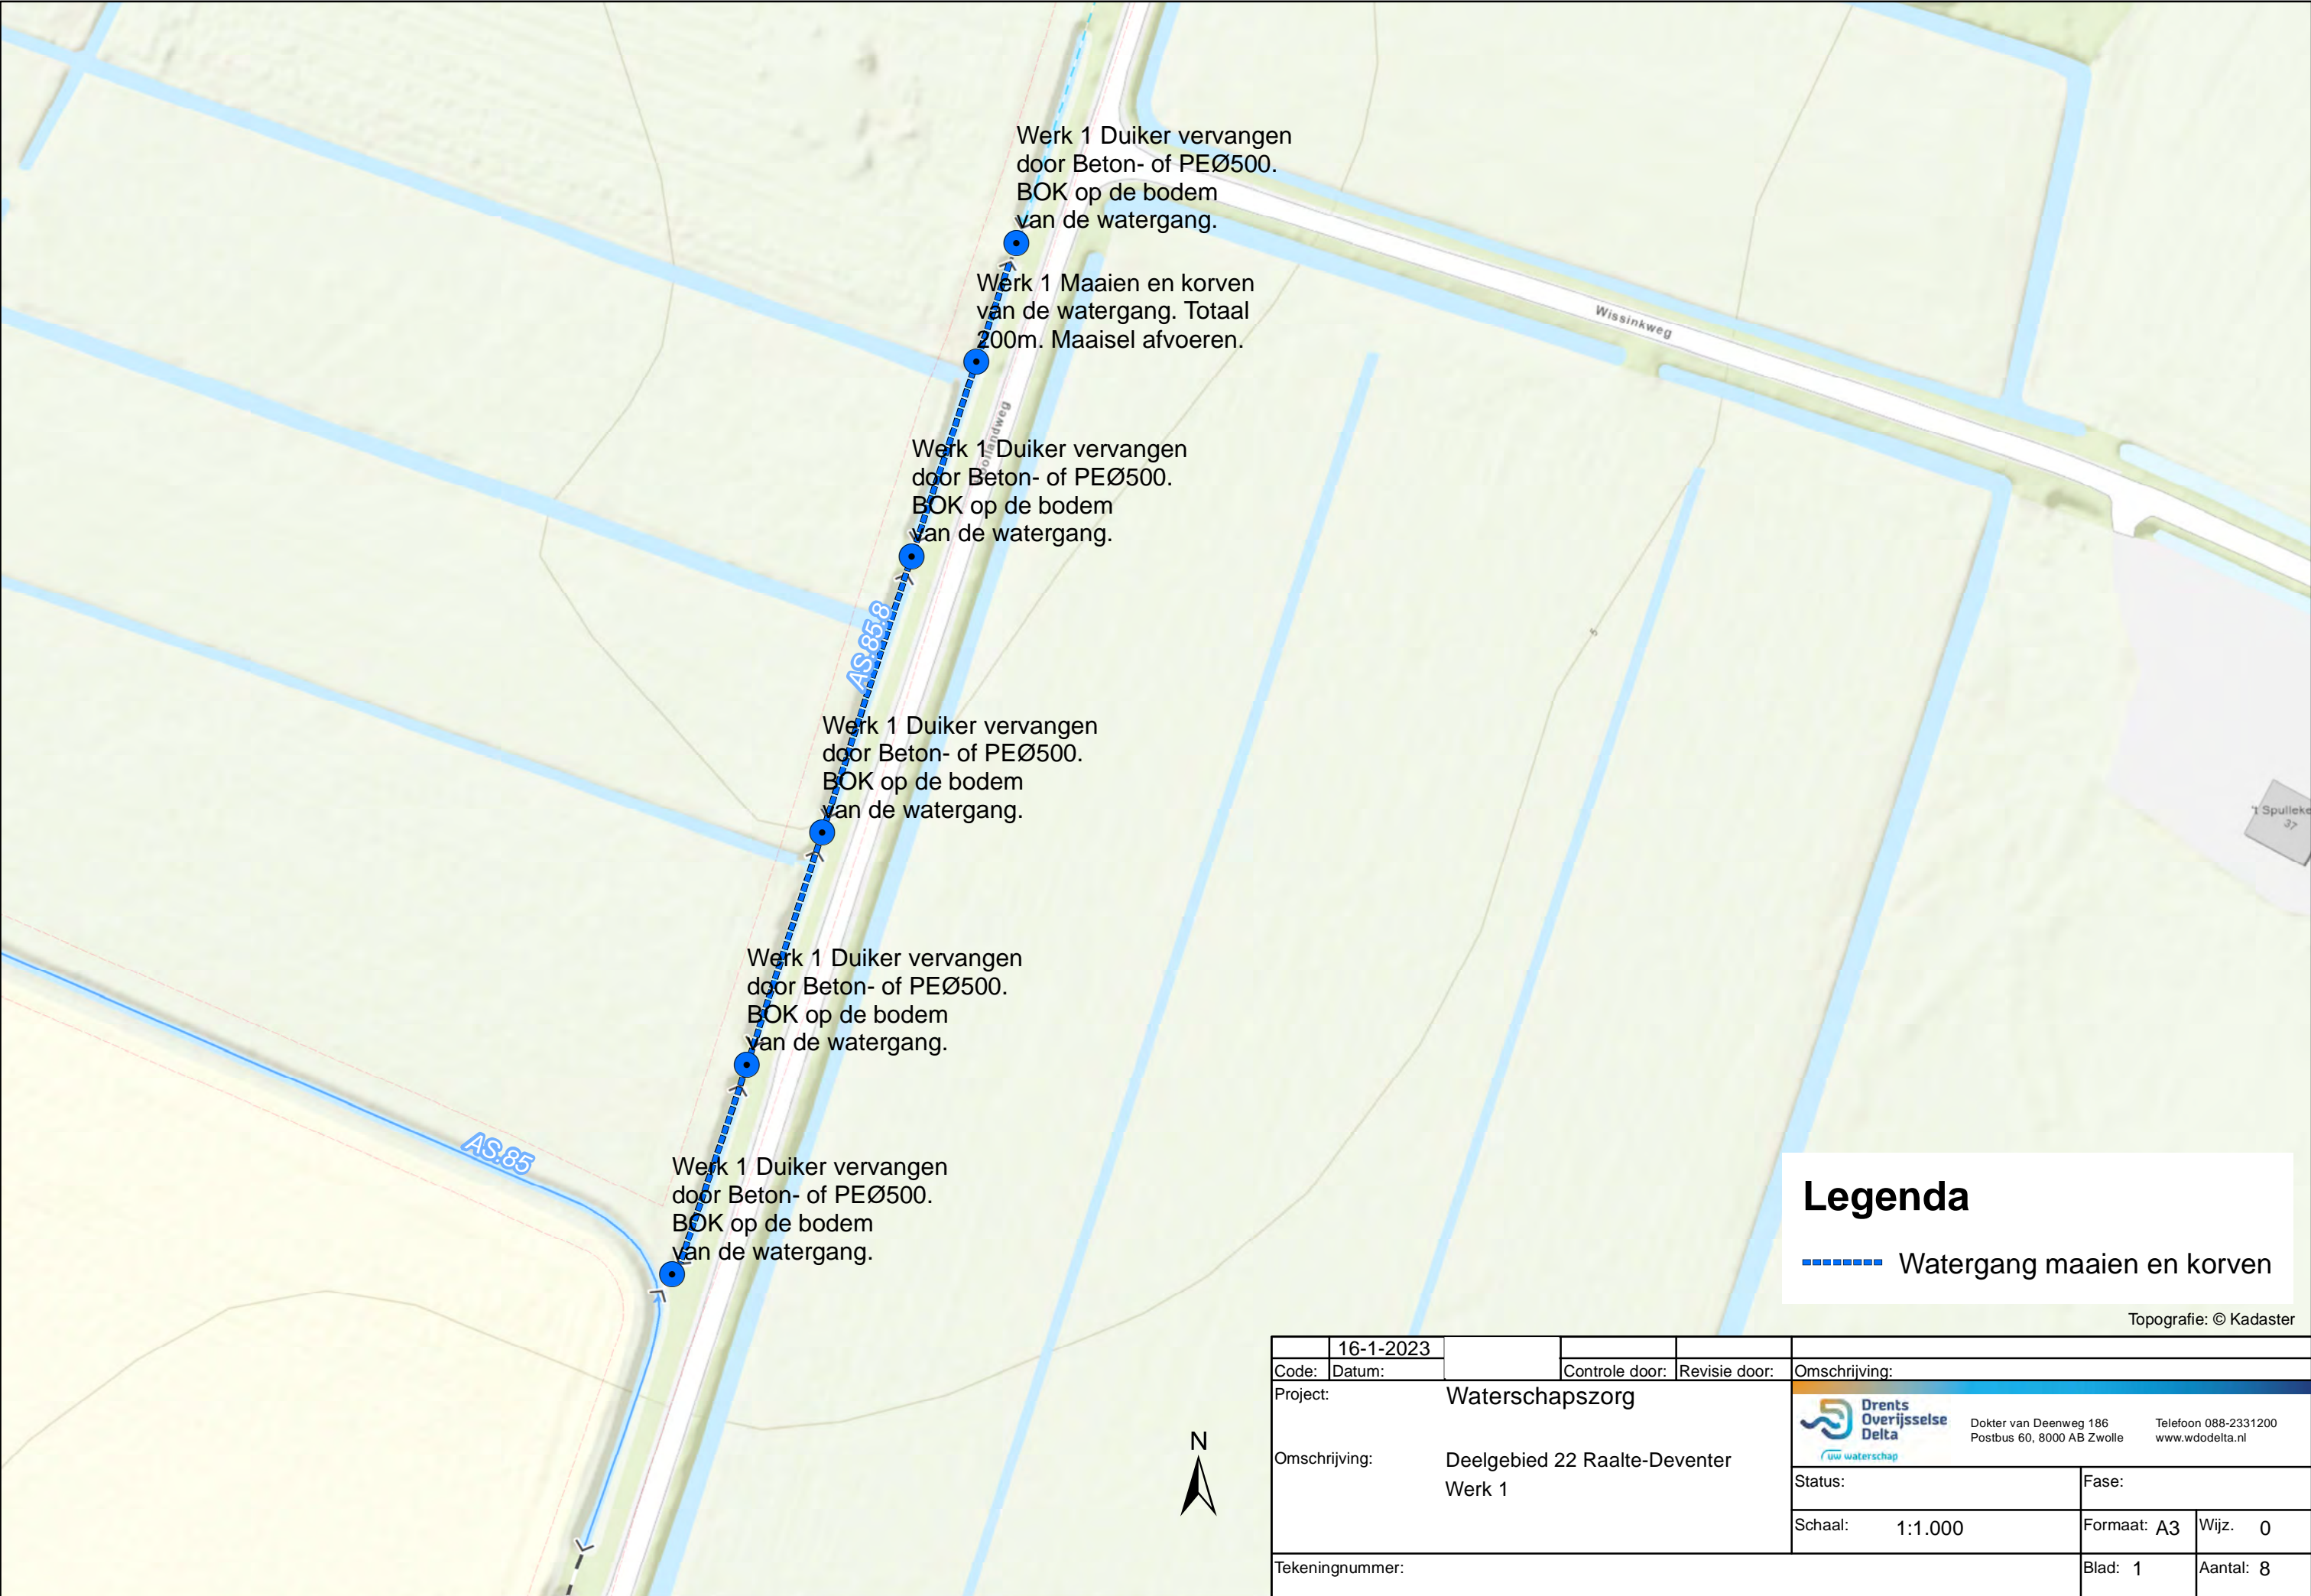 Werk 1 Duiker vervangen
door Beton- of PEØ500.
BOK op de bodem
van de watergang.
Werk 1 Maaien en korven
van de watergang. Totaal
200m. Maaisel afvoeren.
Wissinkweg
Werk 1 Duiker vervangen
door Beton- of PEØ500.
BOK op de bodem
van de watergang.
AS.85.8
Werk 1 Duiker vervangen
door Beton- of PEØ500.
BOK op de bodem
van de watergang.
't Spulleke
37
Werk 1 Duiker vervangen
door Beton- of PEØ500.
BOK op de bodem
van de watergang.
AS.85
Werk 1 Duiker vervangen
door Beton- of PEØ500.
BOK op de bodem
van de watergang.
Legenda
Watergang maaien en korven
Topografie: © Kadaster
N
16-1-2023
Code: Datum: Controle door: Revisie door: Omschrijving:
Project: Waterschapszorg
Omschrijving: Deelgebied 22 Raalte-Deventer
Werk 1
Drents
Overijsselse
Delta
uw waterschap
Dokter van Deenweg 186
Postbus 60, 8000 AB Zwolle
Telefoon 088-2331200
www.wdodelta.nl
Status: Fase:
Schaal: 1:1.000 Formaat: A3 Wijz. 0
Tekeningnummer: Blad: 1 Aantal: 8